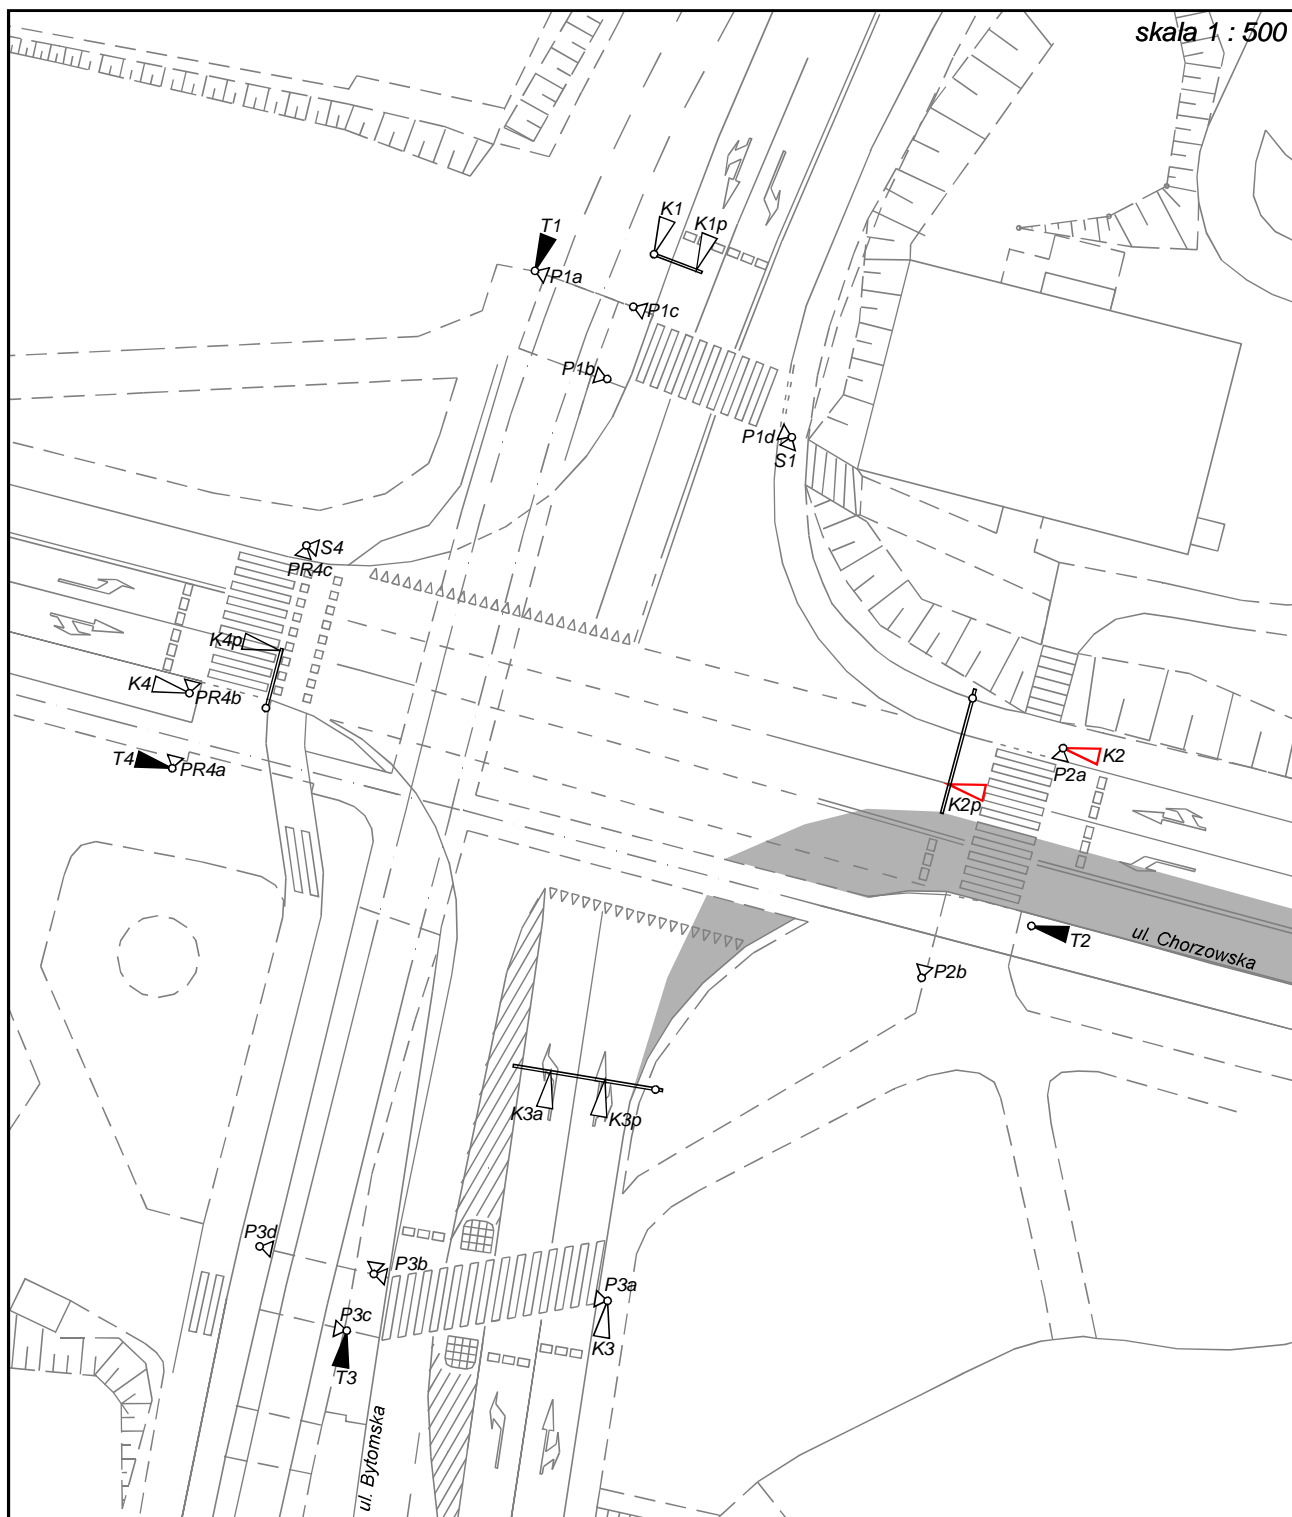 skala 1 : 500
K1
K1p
T1
P1a
P1c
P1b
P1d
S1
S4
PR4c
K4p
K4
PR4b
T4
PR4a
K2
P2a
K2p
T2
ul. Chorzowska
P2b
K3a
K3p
P3d
P3b
P3a
P3c
K3
T3
ul. Bytomska